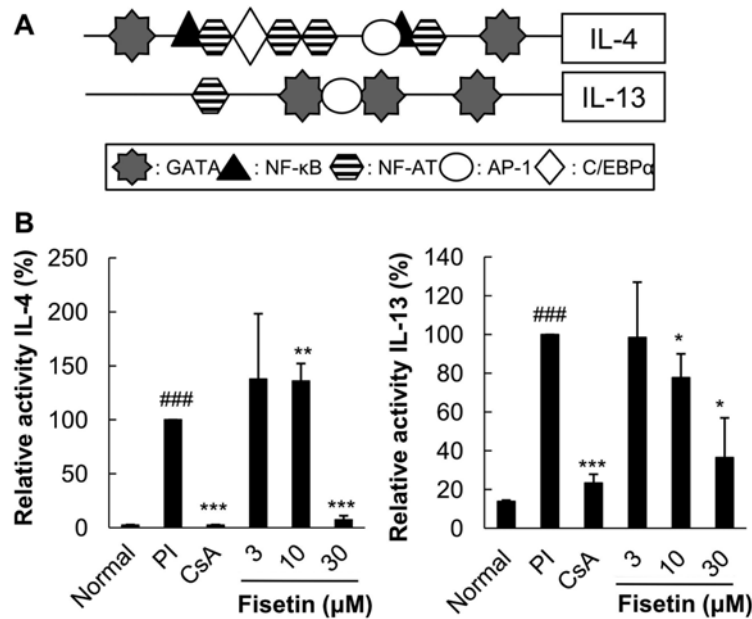 A
IL-4
IL-13
: GATA : NF-κB : NF-AT : AP-1 : C/EBPα
B
Relative activity IL-4 (%)
250
200
150
100
50
0
###
***
**
***
Normal PI CsA 3 10 30
Fisetin (μM)
Relative activity IL-13 (%)
140
120
100
80
60
40
20
0
###
***
*
*
Normal PI CsA 3 10 30
Fisetin (μM)